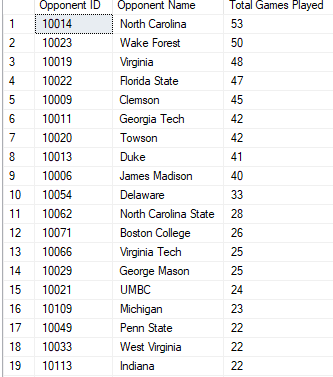 Opponent ID Opponent Name Total Games Played
1 10014 North Carolina 53
2 10023 Wake Forest 50
3 10019 Virginia 48
4 10022 Florida State 47
5 10009 Clemson 45
6 10011 Georgia Tech 42
7 10020 Towson 42
8 10013 Duke 41
9 10006 James Madison 40
10 10054 Delaware 33
11 10062 North Carolina State 28
12 10071 Boston College 26
13 10066 Virginia Tech 25
14 10029 George Mason 25
15 10021 UMBC 24
16 10109 Michigan 23
17 10049 Penn State 22
18 10033 West Virginia 22
19 10113 Indiana 22